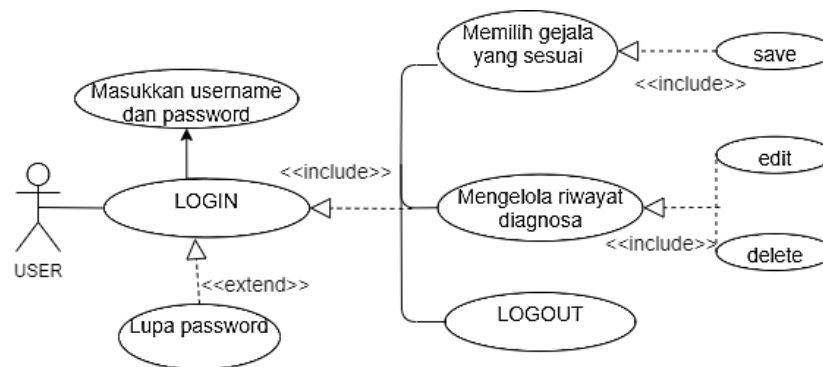 Memilih gejala
yang sesuai
save
<<include>>
Masukkan username
dan password
<<include>>
edit
LOGIN
Mengelola riwayat
diagnosa
<<include>>
delete
USER
<<extend>>
Lupa password
LOGOUT